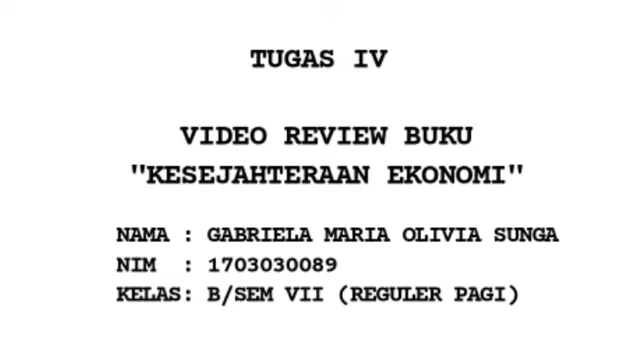 TUGAS IV
VIDEO REVIEW BUKU
"KESEJAHTERAAN EKONOMI"
NAMA : GABRIELA MARIA OLIVIA SUNGA
NIM : 1703030089
KELAS: B/SEM VII (REGULER PAGI)